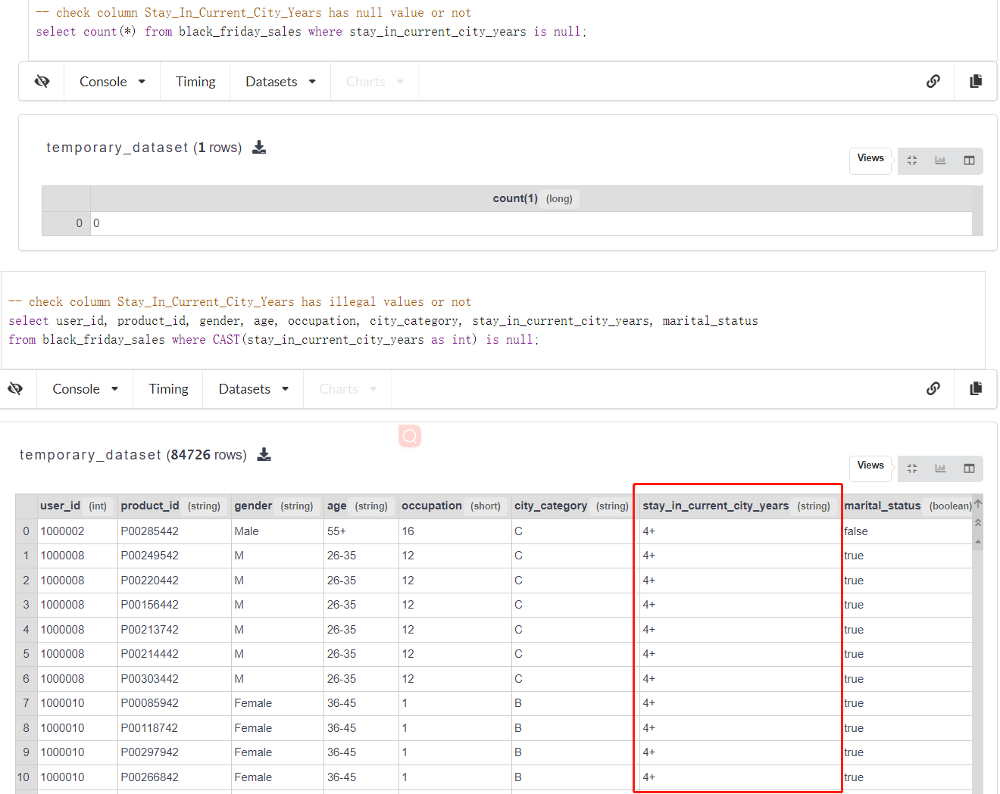 -- check column Stay_In_Current_City_Years has null value or not
select count(*) from black_friday_sales where stay_in_current_city_years is null;
Console Timing Datasets Charts
temporary_dataset (1 rows)
Views
count(1) (long)
0 0
-- check column Stay_In_Current_City_Years has illegal values or not
select user_id, product_id, gender, age, occupation, city_category, stay_in_current_city_years, marital_status
from black_friday_sales where CAST(stay_in_current_city_years as int) is null;
Console Timing Datasets Charts
temporary_dataset (84726 rows)
Views
user_id (int) product_id (string) gender (string) age (string) occupation (short) city_category (string) stay_in_current_city_years (string) marital_status (boolean)
0 1000002 P00285442 Male 55+ 16 C 4+ false
1 1000008 P00249542 M 26-35 12 C 4+ true
2 1000008 P00220442 M 26-35 12 C 4+ true
3 1000008 P00156442 M 26-35 12 C 4+ true
4 1000008 P00213742 M 26-35 12 C 4+ true
5 1000008 P00214442 M 26-35 12 C 4+ true
6 1000008 P00303442 M 26-35 12 C 4+ true
7 1000010 P00085942 Female 36-45 1 B 4+ true
8 1000010 P00118742 Female 36-45 1 B 4+ true
9 1000010 P00297942 Female 36-45 1 B 4+ true
10 1000010 P00266842 Female 36-45 1 B 4+ true